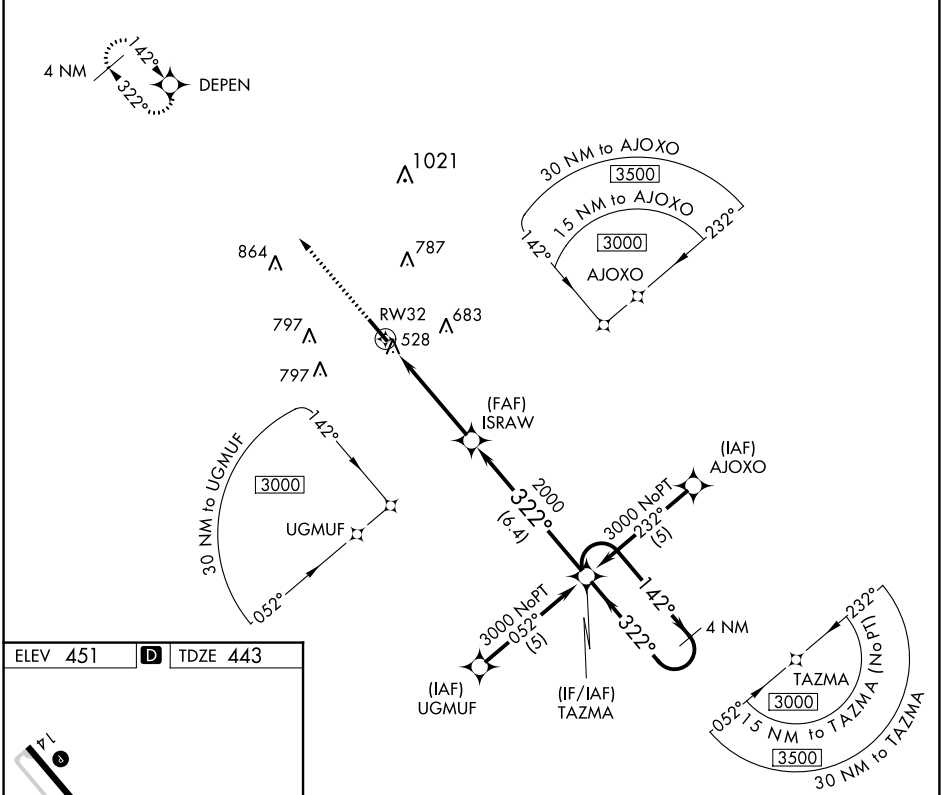 142°
4 NM
322°
DEPEN
1021
30 NM to AJOXO
3500
15 NM to AJOXO
142°
232°
3000
AJOXO
864
787
RW32
683
797
528
797
(FAF)
ISRAW
142°
30 NM to UGMUF
3000
UGMUF
052°
(IAF)
AJOXO
2000
322°
(6.4)
3000 NoPT
232°
(5)
142°
322°
4 NM
3000 NoPT
052°
(5)
(IAF)
UGMUF
(IF/IAF)
TAZMA
232°
TAZMA
052°
3000
15 NM to TAZMA (NoPT)
3500
30 NM to TAZMA
ELEV 451 D TDZE 443
14
P